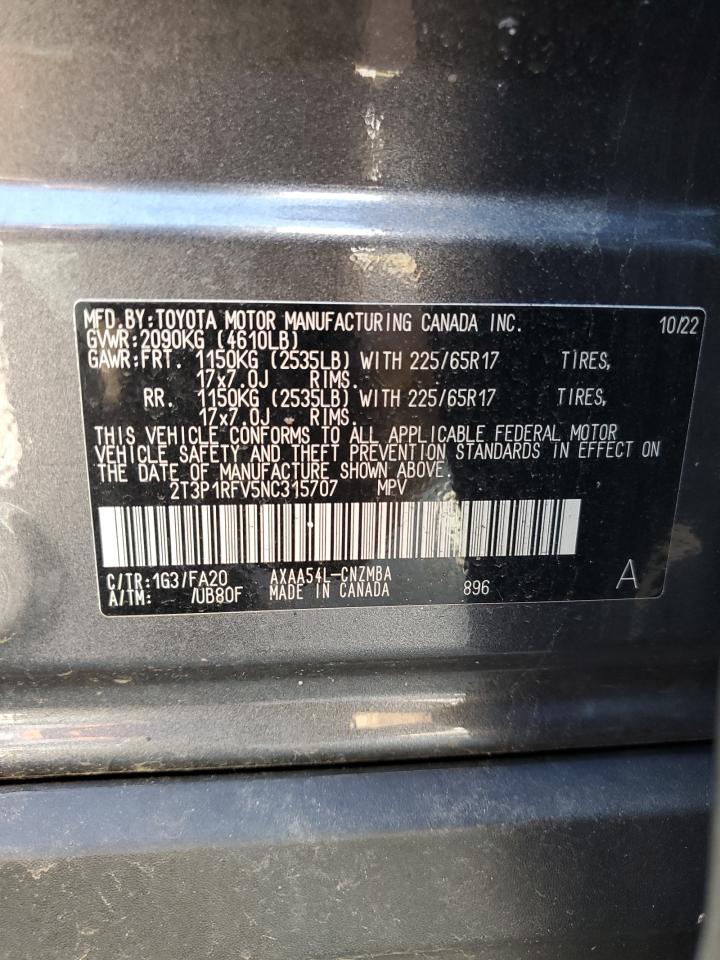 MFD.BY:TOYOTA MOTOR MANUFACTURING CANADA INC. 10/22
GVWR:2090KG (4610LB)
GAWR:FRT. 1150KG (2535LB) WITH 225/65R17 TIRES,
17x7.0J RIMS.
RR. 1150KG (2535LB) WITH 225/65R17 TIRES,
17x7.0J RIMS.
THIS VEHICLE CONFORMS TO ALL APPLICABLE FEDERAL MOTOR
VEHICLE SAFETY AND THEFT PREVENTION STANDARDS IN EFFECT ON
THE DATE OF MANUFACTURE SHOWN ABOVE.
2T3P1RFV5NC315707 MPV
C/TR:1G3/FA20 AXAA54L-CNZMBA
A/TM: /UB80F MADE IN CANADA 896 A